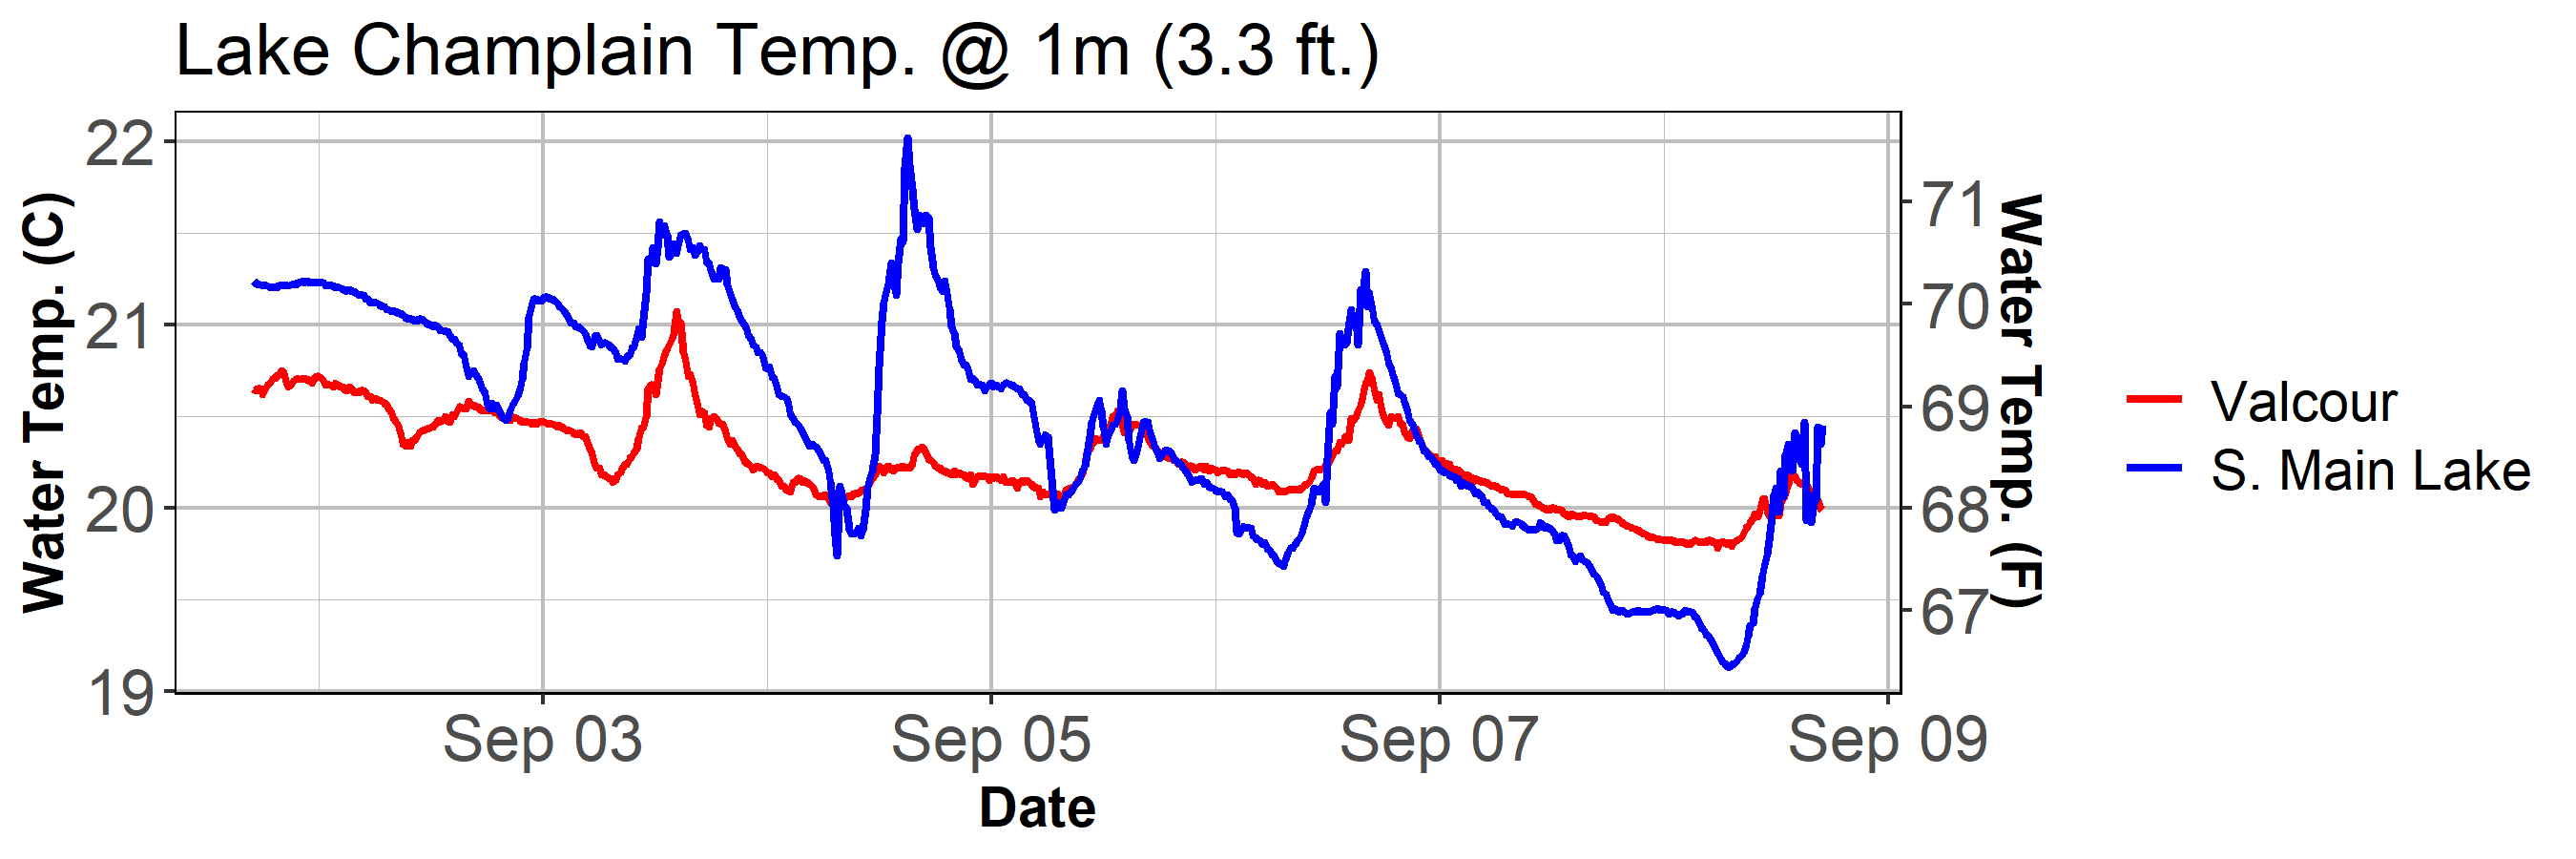 Lake Champlain Temp. @ 1m (3.3 ft.)
Water Temp. (C)
22
21
20
19
71
70
69
68
67
Water Temp. (F)
Sep 03
Sep 05
Sep 07
Sep 09
Date
Valcour
S. Main Lake